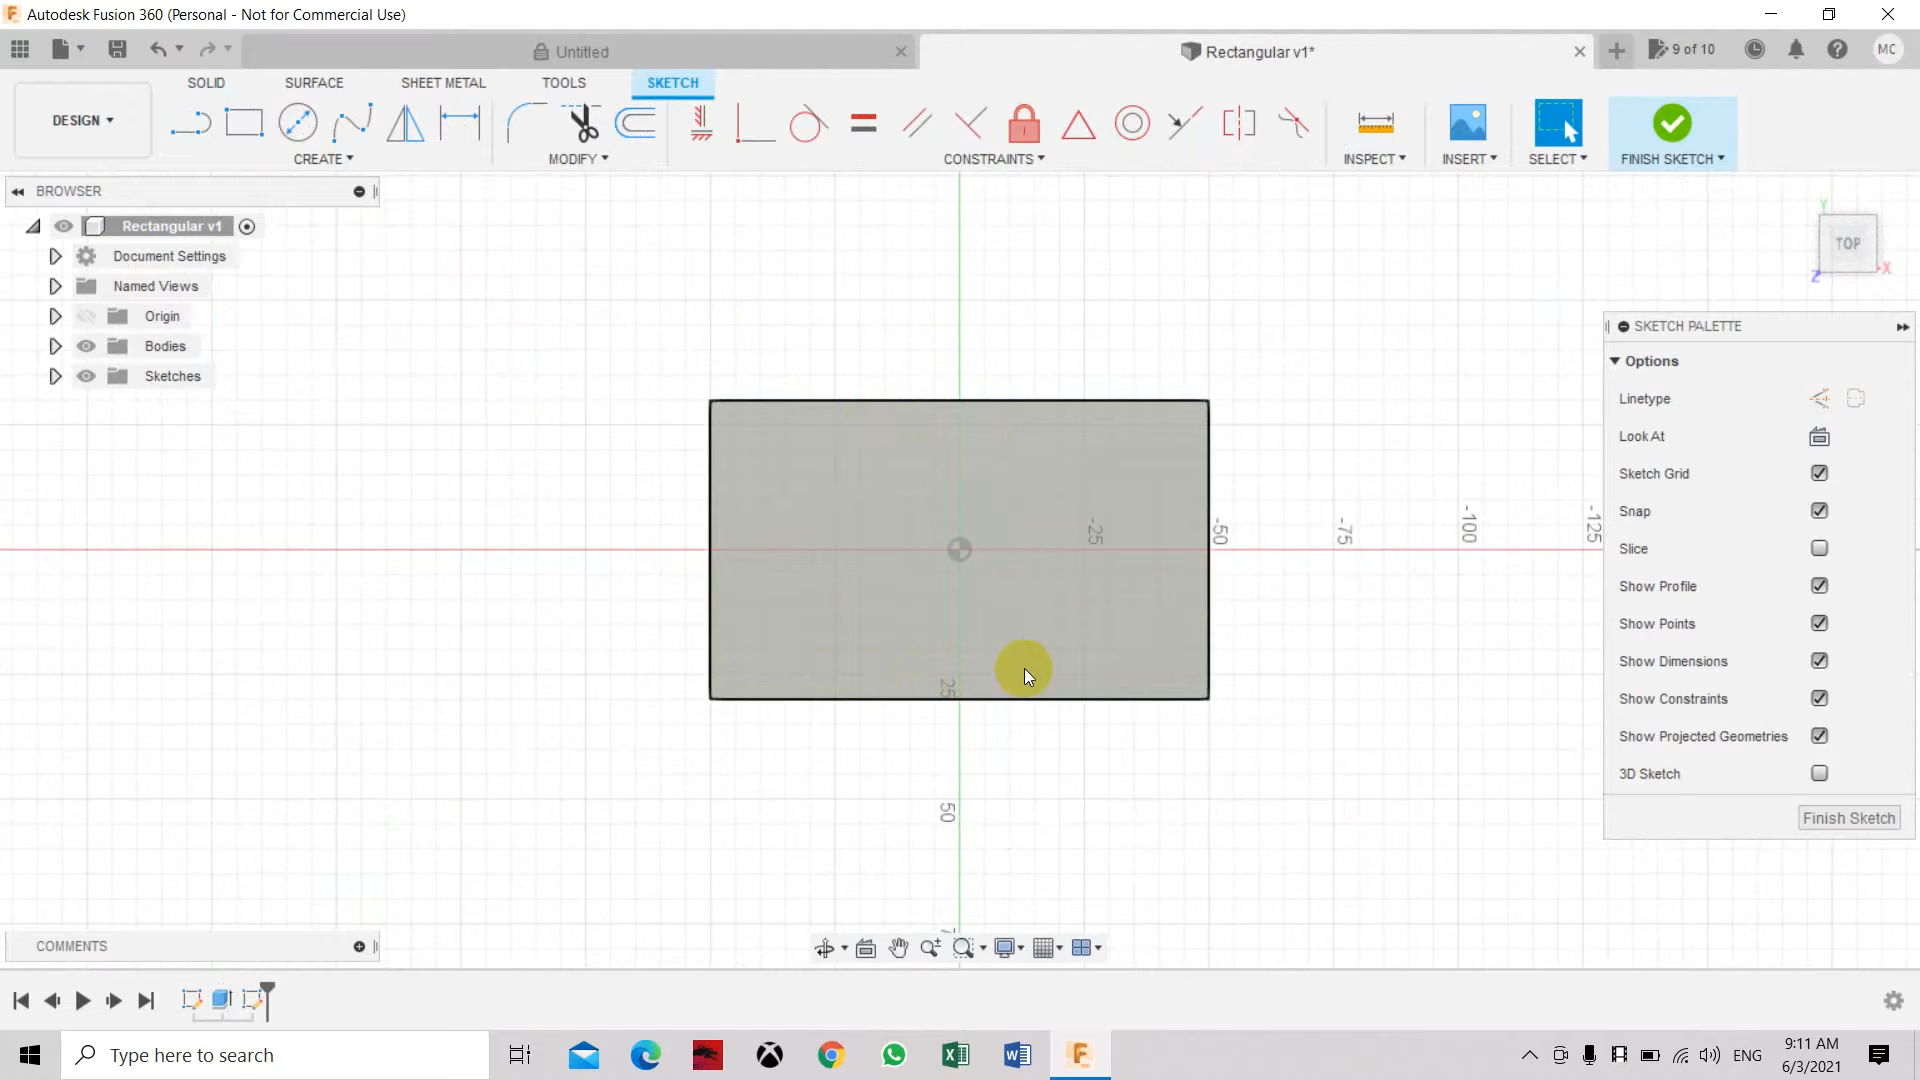 Autodesk Fusion 360 (Personal - Not for Commercial Use)
Untitled
Rectangular v1*
9 of 10
MC
SOLID
SURFACE
SHEET METAL
TOOLS
SKETCH
DESIGN
CREATE
MODIFY
CONSTRAINTS
INSPECT
INSERT
SELECT
FINISH SKETCH
BROWSER
Rectangular v1
Document Settings
Named Views
Origin
Bodies
Sketches
Y
TOP
X
Z
-25
-50
-75
-100
-125
25
50
SKETCH PALETTE
Options
Linetype
Look At
Sketch Grid
Snap
Slice
Show Profile
Show Points
Show Dimensions
Show Constraints
Show Projected Geometries
3D Sketch
Finish Sketch
COMMENTS
Type here to search
ENG
9:11 AM
6/3/2021